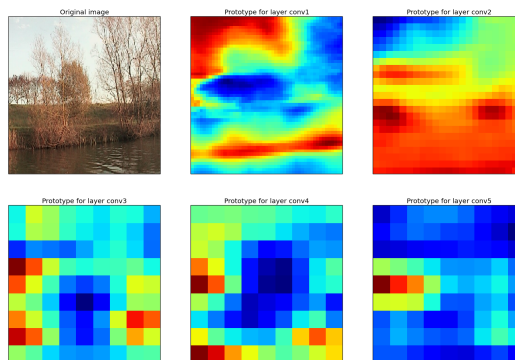 Original image
Prototype for layer conv1
Prototype for layer conv2
Prototype for layer conv3
Prototype for layer conv4
Prototype for layer conv5